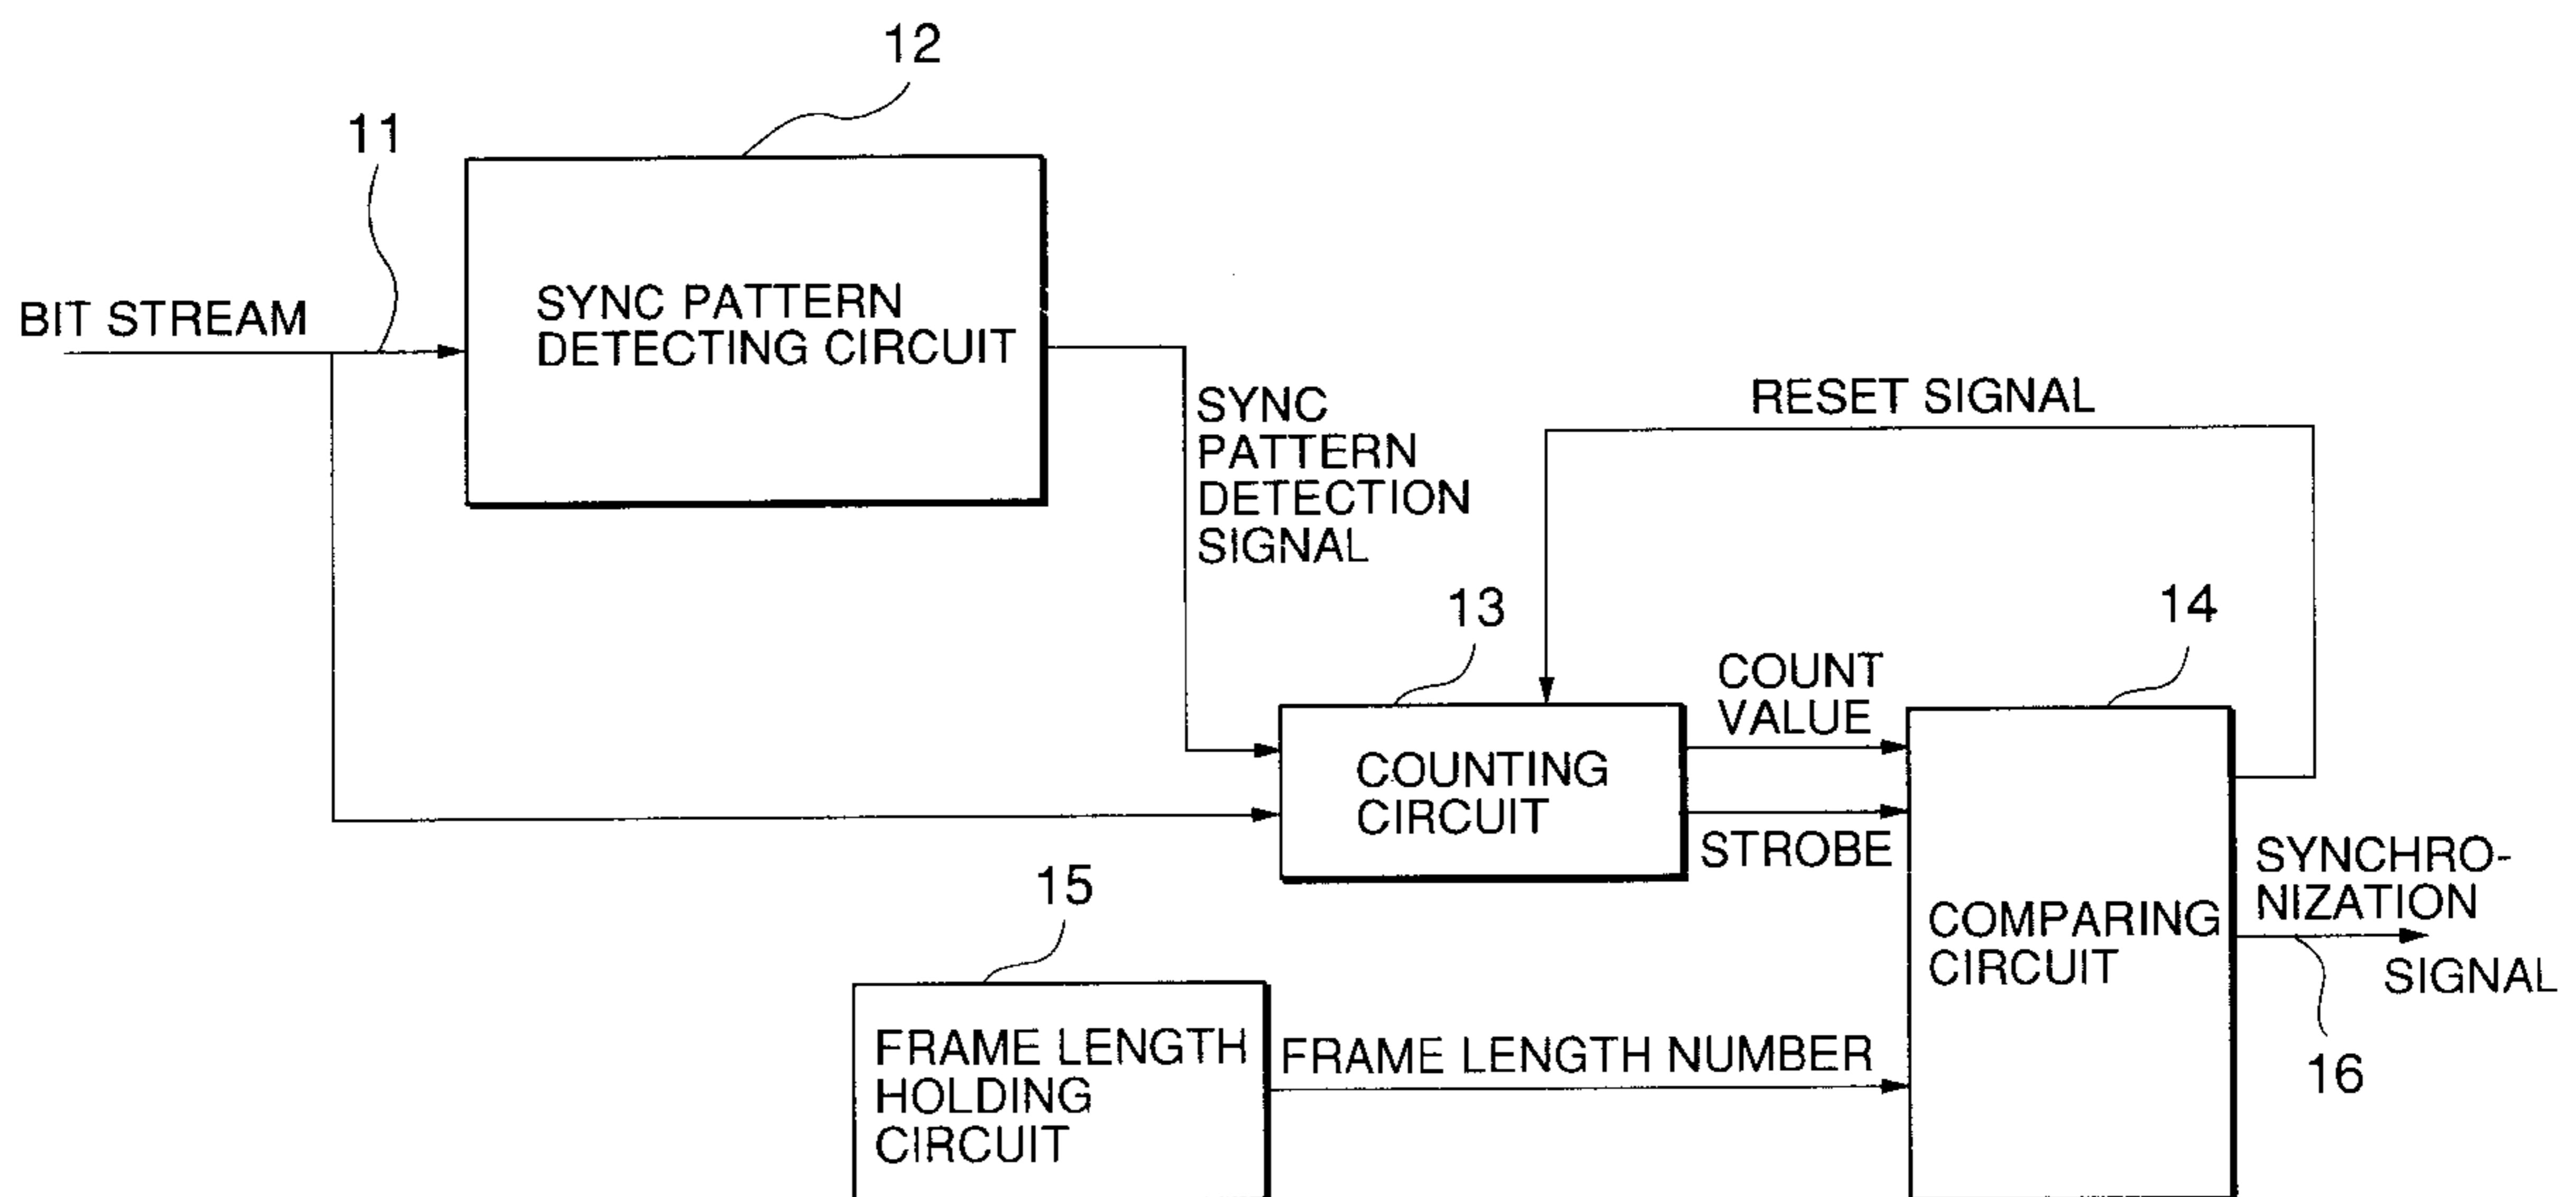 12
11
BIT STREAM
SYNC PATTERN
DETECTING CIRCUIT
SYNC
PATTERN
DETECTION
SIGNAL
RESET SIGNAL
13
14
COUNT
VALUE
COUNTING
CIRCUIT
STROBE
15
SYNCHRO-
NIZATION
SIGNAL
COMPARING
CIRCUIT
16
FRAME LENGTH
HOLDING
CIRCUIT
FRAME LENGTH NUMBER